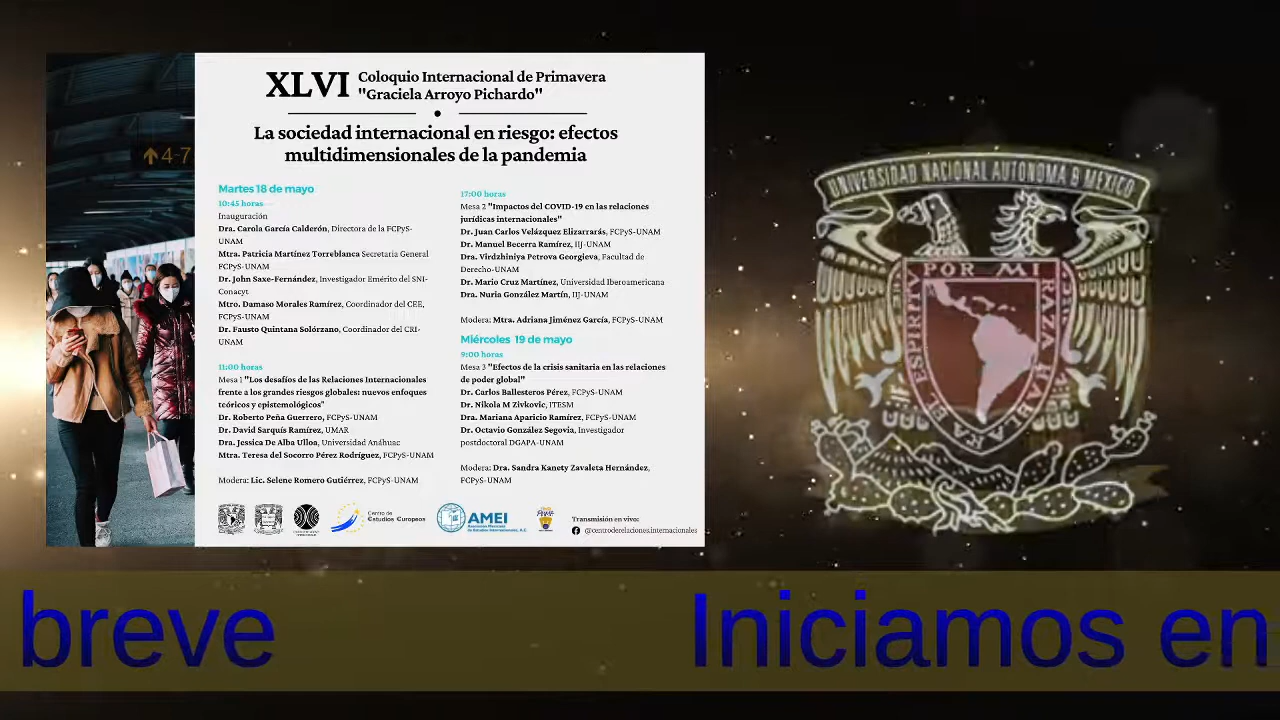 XLVI
Coloquio Internacional de Primavera
"Graciela Arroyo Pichardo"
La sociedad internacional en riesgo: efectos
multidimensionales de la pandemia
Martes 18 de mayo
10:45 horas
Inauguración
Dra. Carola García Calderón, Directora de la FCPyS-
UNAM
Mtra. Patricia Martínez Torreblanca Secretaria General
FCPyS-UNAM
Dr. John Saxe-Fernández, Investigador Emérito del SNI-
Conacyt
Mtro. Damaso Morales Ramírez, Coordinador del CEE,
FCPyS-UNAM
Dr. Fausto Quintana Solórzano, Coordinador del CRI-
UNAM
11:00 horas
Mesa 1 "Los desafíos de las Relaciones Internacionales
frente a los grandes riesgos globales: nuevos enfoques
teóricos y epistemológicos"
Dr. Roberto Peña Guerrero, FCPyS-UNAM
Dr. David Sarquís Ramírez, UMAR
Dra. Jessica De Alba Ulloa, Universidad Anáhuac
Mtra. Teresa del Socorro Pérez Rodríguez, FCPyS-UNAM
Modera: Lic. Selene Romero Gutiérrez, FCPyS-UNAM
17:00 horas
Mesa 2 "Impactos del COVID-19 en las relaciones
jurídicas internacionales"
Dr. Juan Carlos Velázquez Elizarrarás, FCPyS-UNAM
Dr. Manuel Becerra Ramírez, IIJ-UNAM
Dra. Virdzhiniya Petrova Georgieva, Facultad de
Derecho-UNAM
Dr. Mario Cruz Martínez, Universidad Iberoamericana
Dra. Nuria González Martín, IIJ-UNAM
Modera: Mtra. Adriana Jiménez García, FCPyS-UNAM
Miércoles 19 de mayo
9:00 horas
Mesa 3 "Efectos de la crisis sanitaria en las relaciones
de poder global"
Dr. Carlos Ballesteros Pérez, FCPyS-UNAM
Dr. Nikola M Zivkovic, ITESM
Dra. Mariana Aparicio Ramírez, FCPyS-UNAM
Dr. Octavio González Segovia, Investigador
postdoctoral DGAPA-UNAM
Modera: Dra. Sandra Kanety Zavaleta Hernández,
FCPyS-UNAM
Centro de
Estudios Europeos
AMEI
Transmisión en vivo:
@centroderelaciones.internacionales
4-7
UNIVERSIDAD NACIONAL AUTONOMA D MEXICO
POR MI RAZA HABLARA EL ESPIRITU
breve Iniciamos en